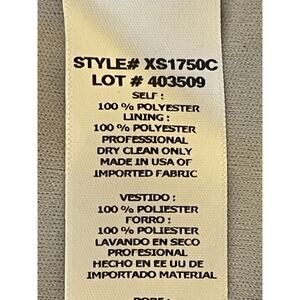 STYLE# XS1750C
LOT # 403509
SELF :
100 % POLYESTER
LINING :
100 % POLYESTER
PROFESSIONAL
DRY CLEAN ONLY
MADE IN USA OF
IMPORTED FABRIC
VESTIDO :
100 % POLIESTER
FORRO :
100 % POLIESTER
LAVANDO EN SECO
PROFESIONAL
HECHO EN EE UU DE
IMPORTADO MATERIAL